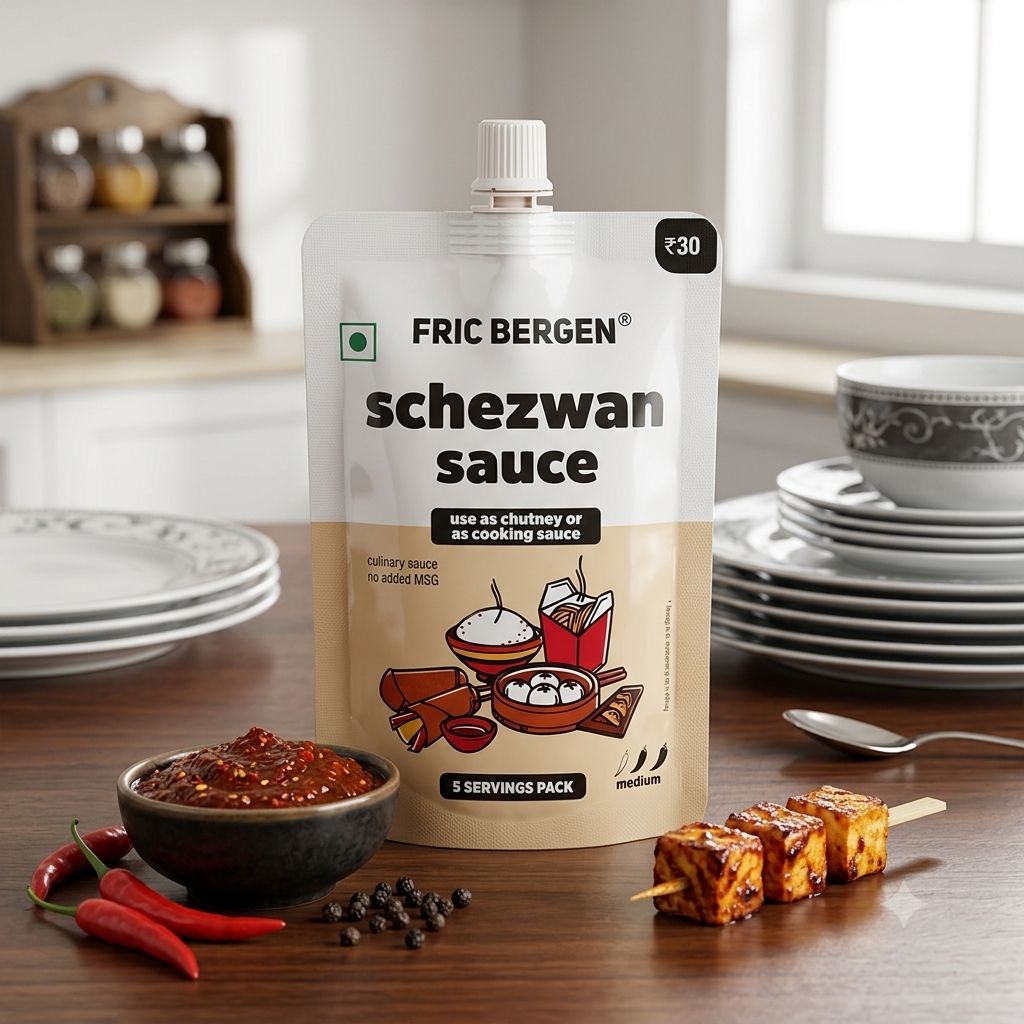 ₹30
FRIC BERGEN®
schezwan
sauce
use as chutney or
as cooking sauce
culinary sauce
no added MSG
5 SERVINGS PACK
medium